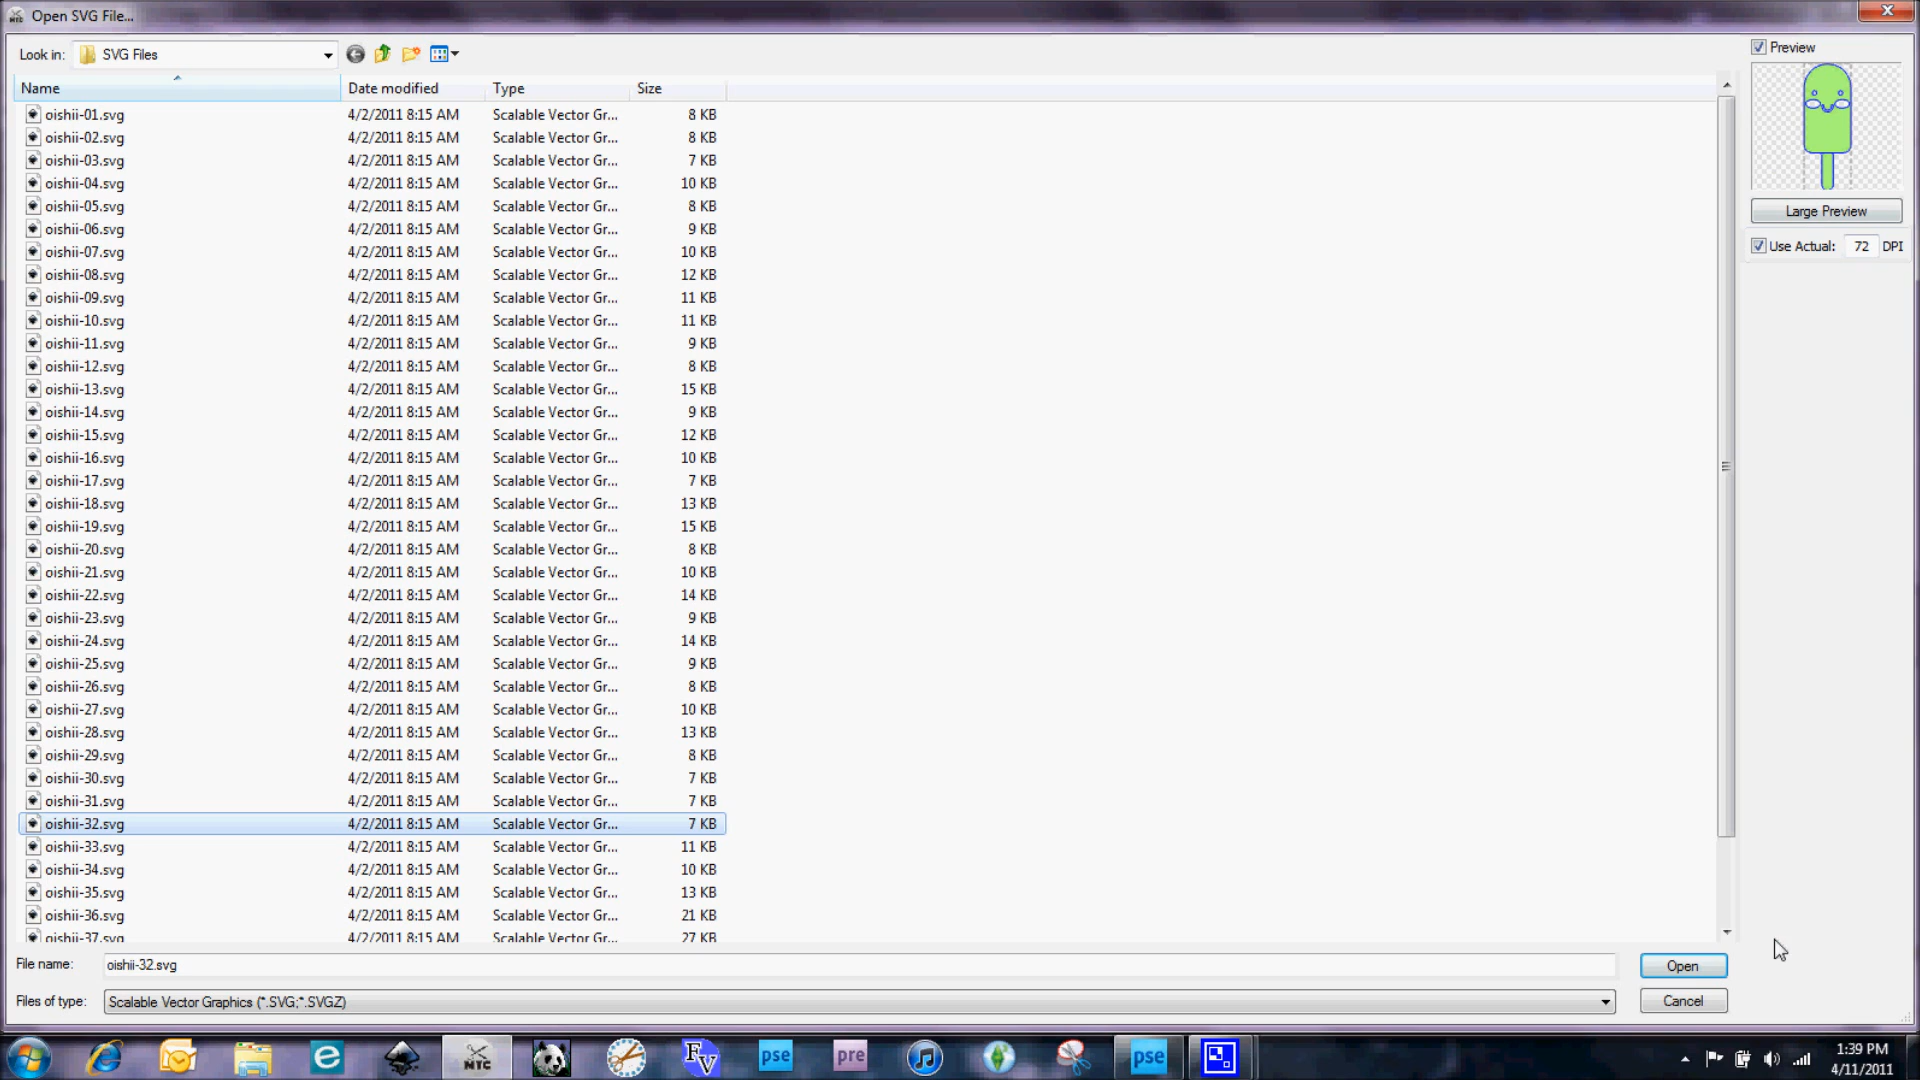 Open SVG File...
Look in: SVG Files
Preview
Name Date modified Type Size
oishii-01.svg 4/2/2011 8:15 AM Scalable Vector Gr... 8 KB
oishii-02.svg 4/2/2011 8:15 AM Scalable Vector Gr... 8 KB
oishii-03.svg 4/2/2011 8:15 AM Scalable Vector Gr... 7 KB
oishii-04.svg 4/2/2011 8:15 AM Scalable Vector Gr... 10 KB
oishii-05.svg 4/2/2011 8:15 AM Scalable Vector Gr... 8 KB
Large Preview
oishii-06.svg 4/2/2011 8:15 AM Scalable Vector Gr... 9 KB
Use Actual: 72 DPI
oishii-07.svg 4/2/2011 8:15 AM Scalable Vector Gr... 10 KB
oishii-08.svg 4/2/2011 8:15 AM Scalable Vector Gr... 12 KB
oishii-09.svg 4/2/2011 8:15 AM Scalable Vector Gr... 11 KB
oishii-10.svg 4/2/2011 8:15 AM Scalable Vector Gr... 11 KB
oishii-11.svg 4/2/2011 8:15 AM Scalable Vector Gr... 9 KB
oishii-12.svg 4/2/2011 8:15 AM Scalable Vector Gr... 8 KB
oishii-13.svg 4/2/2011 8:15 AM Scalable Vector Gr... 15 KB
oishii-14.svg 4/2/2011 8:15 AM Scalable Vector Gr... 9 KB
oishii-15.svg 4/2/2011 8:15 AM Scalable Vector Gr... 12 KB
oishii-16.svg 4/2/2011 8:15 AM Scalable Vector Gr... 10 KB
oishii-17.svg 4/2/2011 8:15 AM Scalable Vector Gr... 7 KB
oishii-18.svg 4/2/2011 8:15 AM Scalable Vector Gr... 13 KB
oishii-19.svg 4/2/2011 8:15 AM Scalable Vector Gr... 15 KB
oishii-20.svg 4/2/2011 8:15 AM Scalable Vector Gr... 8 KB
oishii-21.svg 4/2/2011 8:15 AM Scalable Vector Gr... 10 KB
oishii-22.svg 4/2/2011 8:15 AM Scalable Vector Gr... 14 KB
oishii-23.svg 4/2/2011 8:15 AM Scalable Vector Gr... 9 KB
oishii-24.svg 4/2/2011 8:15 AM Scalable Vector Gr... 14 KB
oishii-25.svg 4/2/2011 8:15 AM Scalable Vector Gr... 9 KB
oishii-26.svg 4/2/2011 8:15 AM Scalable Vector Gr... 8 KB
oishii-27.svg 4/2/2011 8:15 AM Scalable Vector Gr... 10 KB
oishii-28.svg 4/2/2011 8:15 AM Scalable Vector Gr... 13 KB
oishii-29.svg 4/2/2011 8:15 AM Scalable Vector Gr... 8 KB
oishii-30.svg 4/2/2011 8:15 AM Scalable Vector Gr... 7 KB
oishii-31.svg 4/2/2011 8:15 AM Scalable Vector Gr... 7 KB
oishii-32.svg 4/2/2011 8:15 AM Scalable Vector Gr... 7 KB
oishii-33.svg 4/2/2011 8:15 AM Scalable Vector Gr... 11 KB
oishii-34.svg 4/2/2011 8:15 AM Scalable Vector Gr... 10 KB
oishii-35.svg 4/2/2011 8:15 AM Scalable Vector Gr... 13 KB
oishii-36.svg 4/2/2011 8:15 AM Scalable Vector Gr... 21 KB
oishii-37.svg 4/2/2011 8:15 AM Scalable Vector Gr... 27 KB
File name: oishii-32.svg Open
Files of type: Scalable Vector Graphics (*.SVG;*.SVGZ) Cancel
MTC FV pse pre pse
1:39 PM
4/11/2011